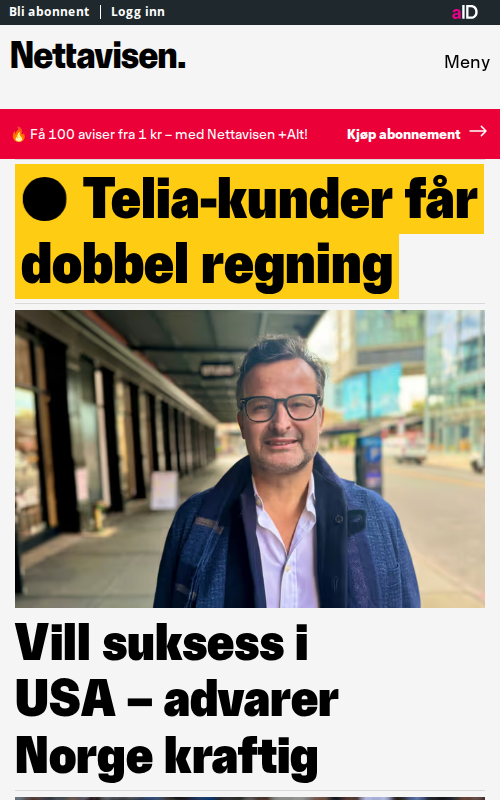 Bli abonnent
Logg inn
aID
Nettavisen.
Meny
🔥 Få 100 aviser fra 1 kr – med Nettavisen +Alt!
Kjøp abonnement →
● Telia-kunder får
dobbel regning
Vill suksess i
USA – advarer
Norge kraftig